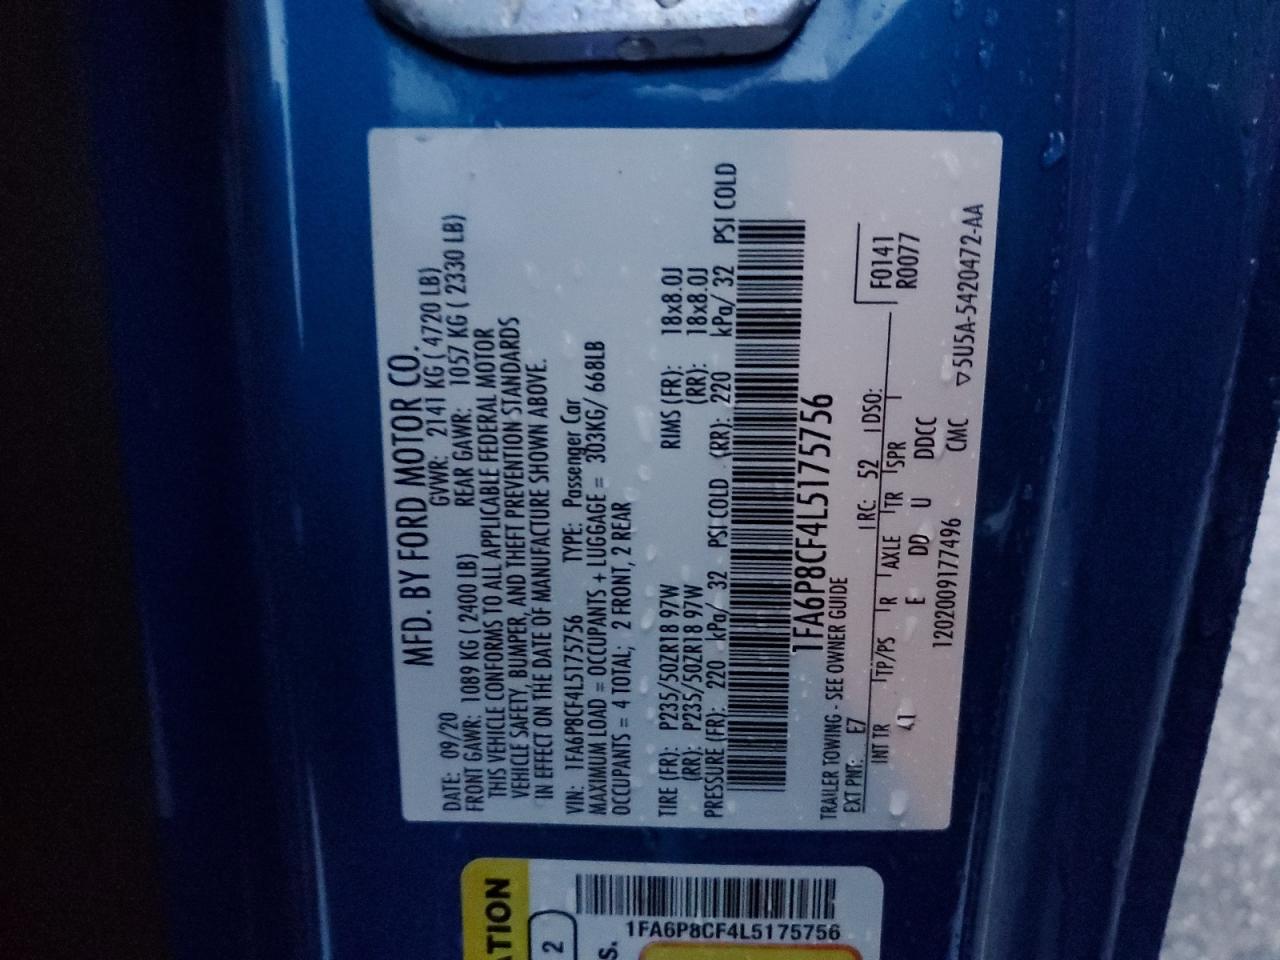 MFD. BY FORD MOTOR CO.
DATE: 09/20 GVWR: 2141 KG ( 4720 LB)
FRONT GAWR: 1089 KG ( 2400 LB) REAR GAWR: 1057 KG ( 2330 LB)
THIS VEHICLE CONFORMS TO ALL APPLICABLE FEDERAL MOTOR
VEHICLE SAFETY, BUMPER, AND THEFT PREVENTION STANDARDS
IN EFFECT ON THE DATE OF MANUFACTURE SHOWN ABOVE.
VIN: 1FA6P8CF4L5175756 TYPE: Passenger Car
MAXIMUM LOAD = OCCUPANTS + LUGGAGE = 303KG/ 668LB
OCCUPANTS = 4 TOTAL; 2 FRONT, 2 REAR
TIRE (FR): P235/50ZR18 97W RIMS (FR): 18x8.0J
(RR): P235/50ZR18 97W (RR): 18x8.0J
PRESSURE (FR): 220 kPa/ 32 PSI COLD (RR): 220 kPa/ 32 PSI COLD
1FA6P8CF4L5175756
TRAILER TOWING - SEE OWNER GUIDE
EXT PNT: E7 RC: 52 DSO:
F0141
R0077
INT TR TP/PS R AXLE TR SPR
41 E DD U DDCC
1202009177496 CMC ▽5U5A-5420472-AA
ATION
2
S.
1FA6P8CF4L5175756